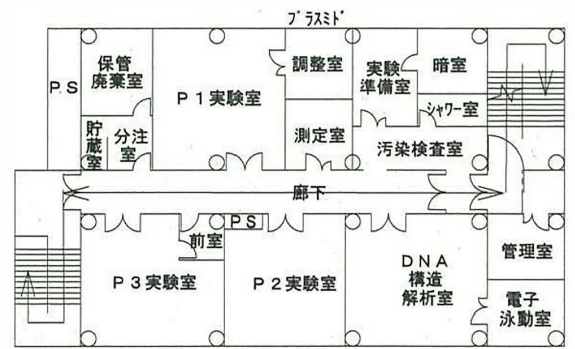 プラスミド
P.S
保管
廃棄室
P1実験室
調整室
実験
準備室
暗室
シャワー室
貯蔵室
分注
室
測定室
汚染検査室
廊下
前室
PS
P3実験室
P2実験室
DNA
構造
解析室
管理室
電子
泳動室